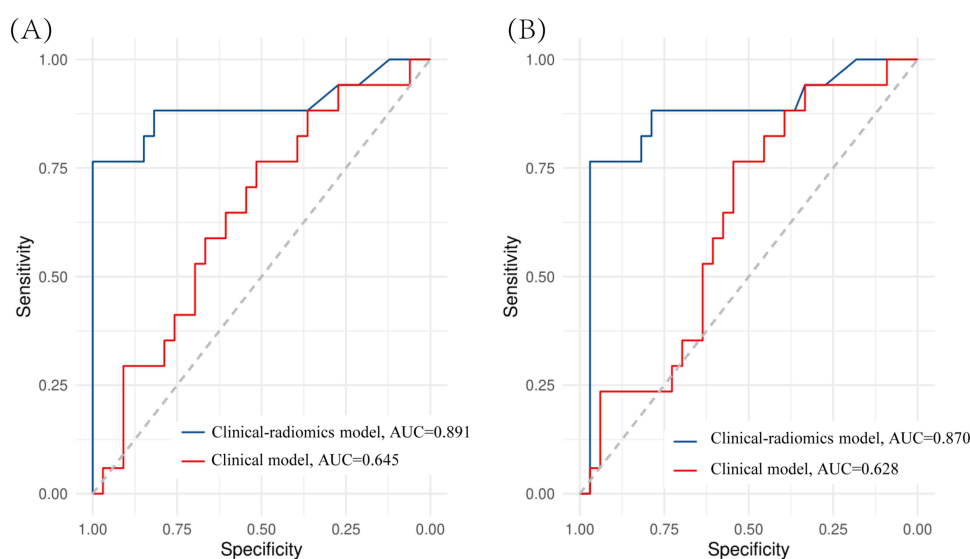 (A)
1.00
0.75
0.50
0.25
0.00
Sensitivity
Clinical-radiomics model, AUC=0.891
Clinical model, AUC=0.645
1.00 0.75 0.50 0.25 0.00
Specificity
(B)
1.00
0.75
0.50
0.25
0.00
Sensitivity
Clinical-radiomics model, AUC=0.870
Clinical model, AUC=0.628
1.00 0.75 0.50 0.25 0.00
Specificity